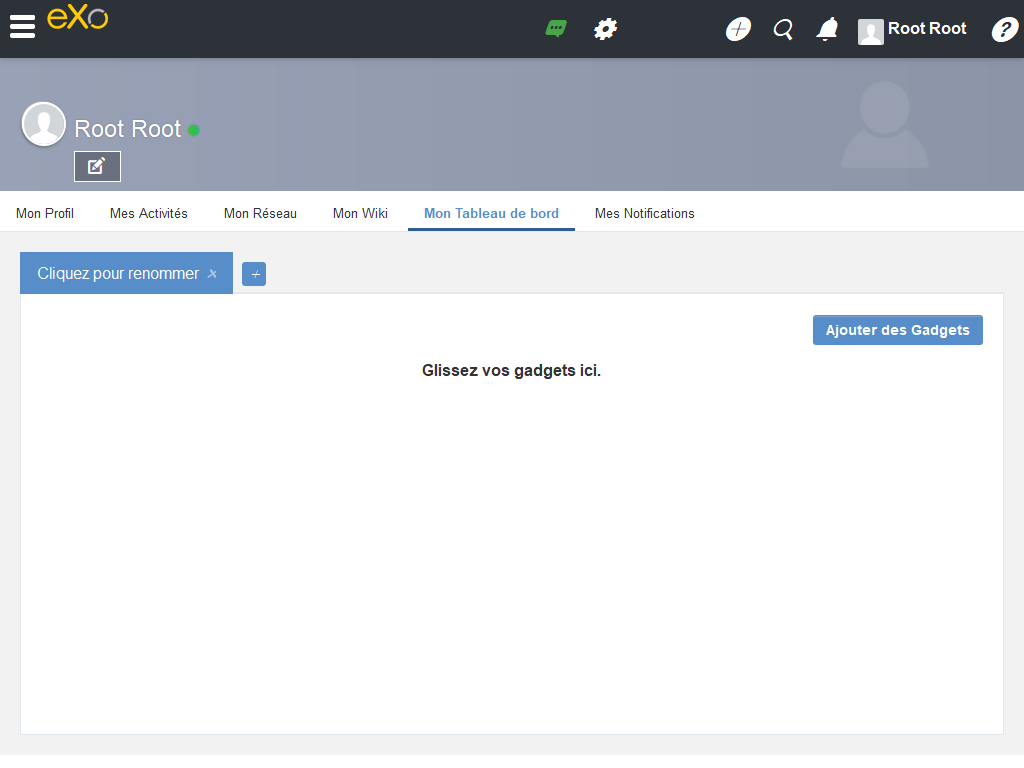 eXo
Root Root
Root Root
Mon Profil
Mes Activités
Mon Réseau
Mon Wiki
Mon Tableau de bord
Mes Notifications
Cliquez pour renommer
Ajouter des Gadgets
Glissez vos gadgets ici.